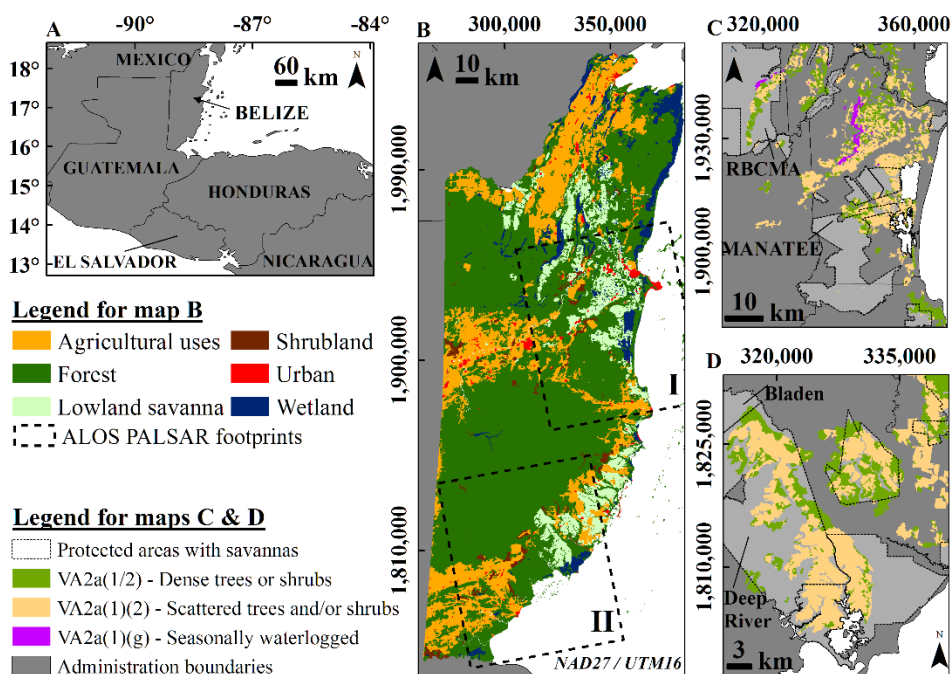 -90 -88 -86 -84
A
N
60
km
18°
17°
16°
15°
14°
13°
MEXICO
BELIZE
GUATEMALA
HONDURAS
EL SALVADOR
NICARAGUA
Legend for map B
Agricultural uses
Shrubland
Forest
Urban
Lowland savanna
Wetland
ALOS PALSAR footprints
Legend for maps C & D
Protected areas with savannas
VA2a(1/2) - Dense trees or shrubs
VA2a(1)(2) - Scattered trees and/or shrubs
VA2a(1)(g) - Seasonally waterlogged
Administration boundaries
B
300,000 350,000
10
km
N
1,990,000
1,900,000
1,810,000
I
II
NAD27 / UTM16
C
320,000 360,000
N
1,930,000
1,900,000
RBCMA
MANATEE
10
km
D
320,000 335,000
Bladen
1,825,000
1,810,000
Deep
River
3
km
N